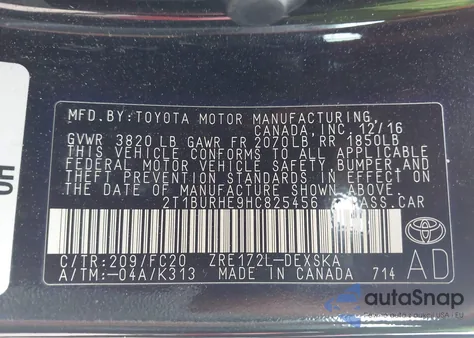 MFD. BY: TOYOTA MOTOR MANUFACTURING,
CANADA, INC. 12/16
GVWR 3820 LB GAWR FR 2070LB RR 1850LB
THIS VEHICLE CONFORMS TO ALL APPLICABLE
FEDERAL MOTOR VEHICLE SAFETY, BUMPER AND
THEFT PREVENTION STANDARDS IN EFFECT ON
THE DATE OF MANUFACTURE SHOWN ABOVE.
2T1BURHE9HC825456 PASS.CAR
C/TR:209/FC20 ZRE172L-DEXSKA
A/TM:-04A/K313 MADE IN CANADA 714
AD
TOYOTA
autoSnap